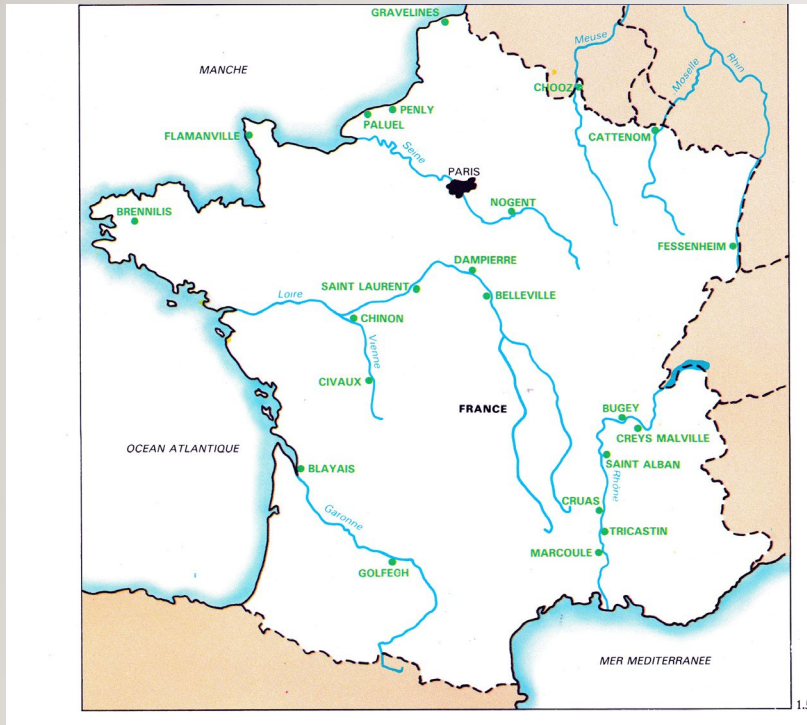 GRAVELINES
MANCHE
Meuse
Rhin
Moselle
CHOOZ
PENLY
PALUEL
FLAMANVILLE
CATTENOM
Seine
PARIS
NOGENT
BRENNILIS
FESSENHEIM
DAMPIERRE
SAINT LAURENT
Loire
BELLEVILLE
CHINON
Vienne
CIVAUX
FRANCE
BUGEY
CREYS MALVILLE
OCEAN ATLANTIQUE
BLAYAIS
SAINT ALBAN
Rhône
CRUAS
Garonne
TRICASTIN
MARCOULE
GOLFECH
MER MEDITERRANEE